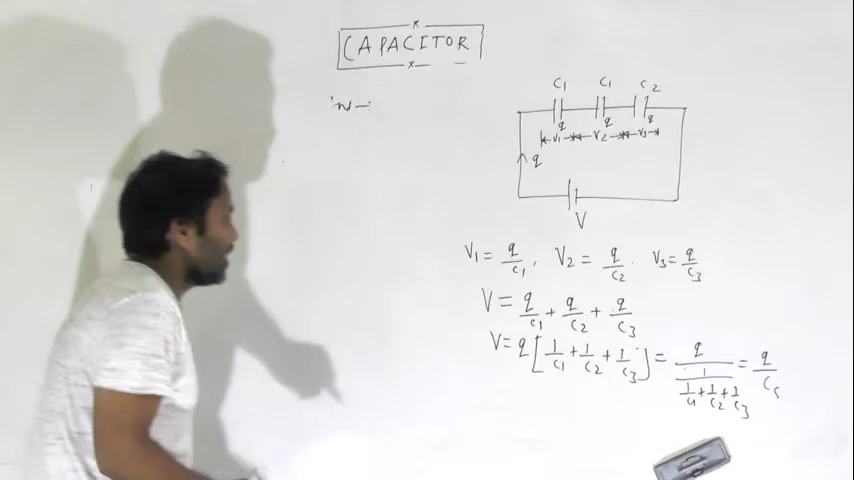 CAPACITOR
C1 C1 C2
q q q
V1 V2 V3
q
V
V1 = q/C1, V2 = q/C2. V3 = q/C3
V = q/C1 + q/C2 + q/C3
V = q[1/C1 + 1/C2 + 1/C3] = q/(1/(1/C1 + 1/C2 + 1/C3)) = q/Cs